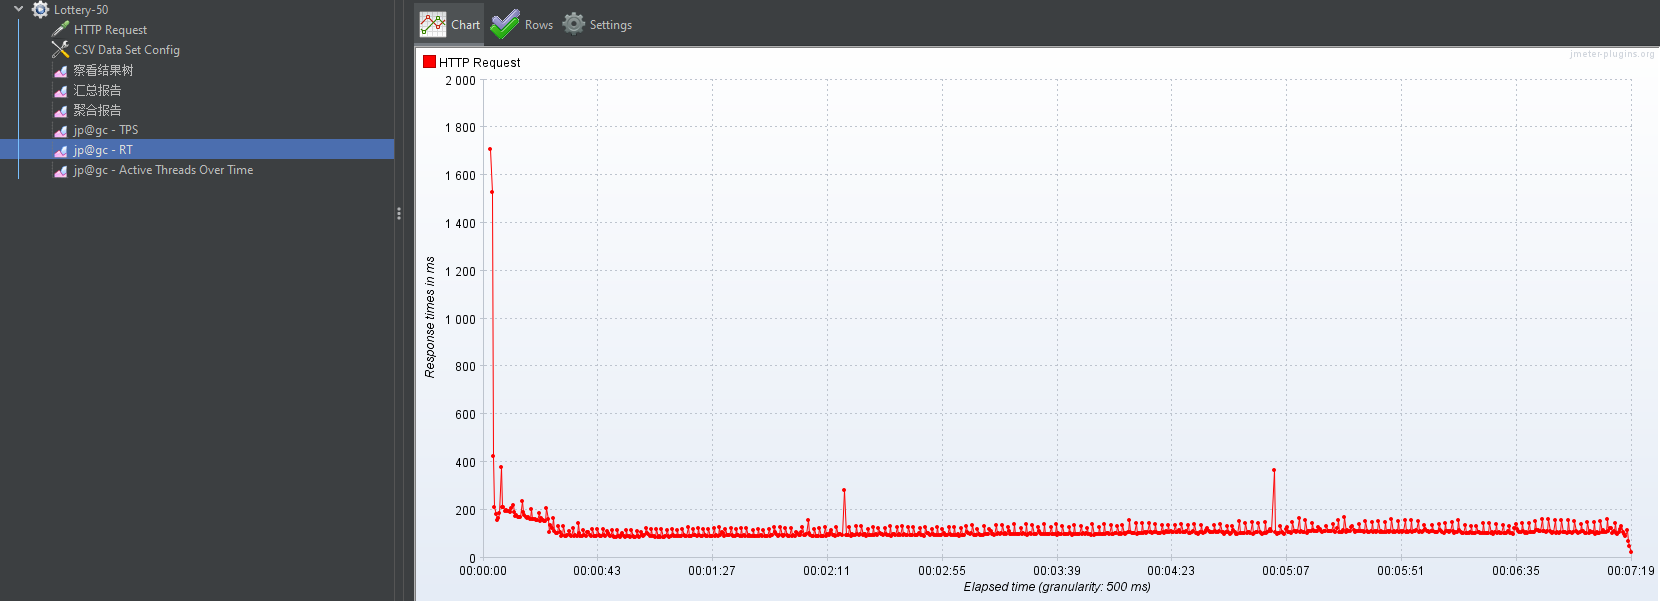 Lottery-50
HTTP Request
CSV Data Set Config
察看结果树
汇总报告
聚合报告
jp@gc - TPS
jp@gc - RT
jp@gc - Active Threads Over Time
Chart
Rows
Settings
jmeter-plugins.org
HTTP Request
2 000
1 800
1 600
1 400
1 200
1 000
800
600
400
200
0
Response times in ms
00:00:00
00:00:43
00:01:27
00:02:11
00:02:55
00:03:39
00:04:23
00:05:07
00:05:51
00:06:35
00:07:19
Elapsed time (granularity: 500 ms)